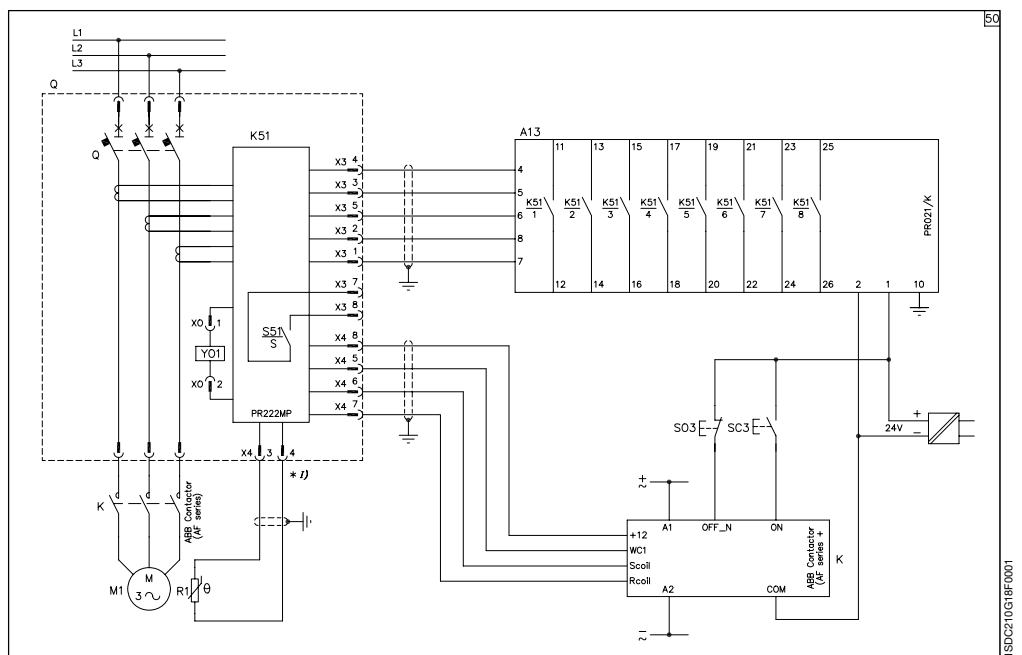 50
L1
L2
L3
Q
Q
K51
X3 4
X3 3
X3 5
X3 2
X3 1
X3 7
X3 8
X4 8
X4 5
X4 6
X4 7
S51
S
X0 1
YO1
X0 2
PR222MP
X4 3 4
* I)
A13
11 13 15 17 19 21 23 25
4
5
6
8
7
K51 K51 K51 K51 K51 K51 K51 K51
1 2 3 4 5 6 7 8
PR021/K
12 14 16 18 20 22 24 26 2 1 10
SO3 SC3
24V
+
–
K
ABB Contactor
(AF series)
M1
M
3 ~
R1 θ
+
~
A1 OFF_N ON
+12
WC1
Scoil
Rcoil
A2 COM
ABB Contactor
(AF series +
K
–
~
1SDC210G18F0001